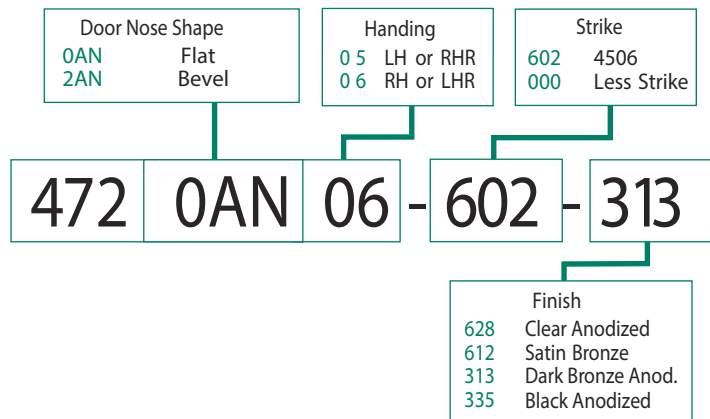 Door Nose Shape
0AN Flat
2AN Bevel
Handing
0 5 LH or RHR
0 6 RH or LHR
Strike
602 4506
000 Less Strike
472 0AN 06 - 602 - 313
Finish
628 Clear Anodized
612 Satin Bronze
313 Dark Bronze Anod.
335 Black Anodized